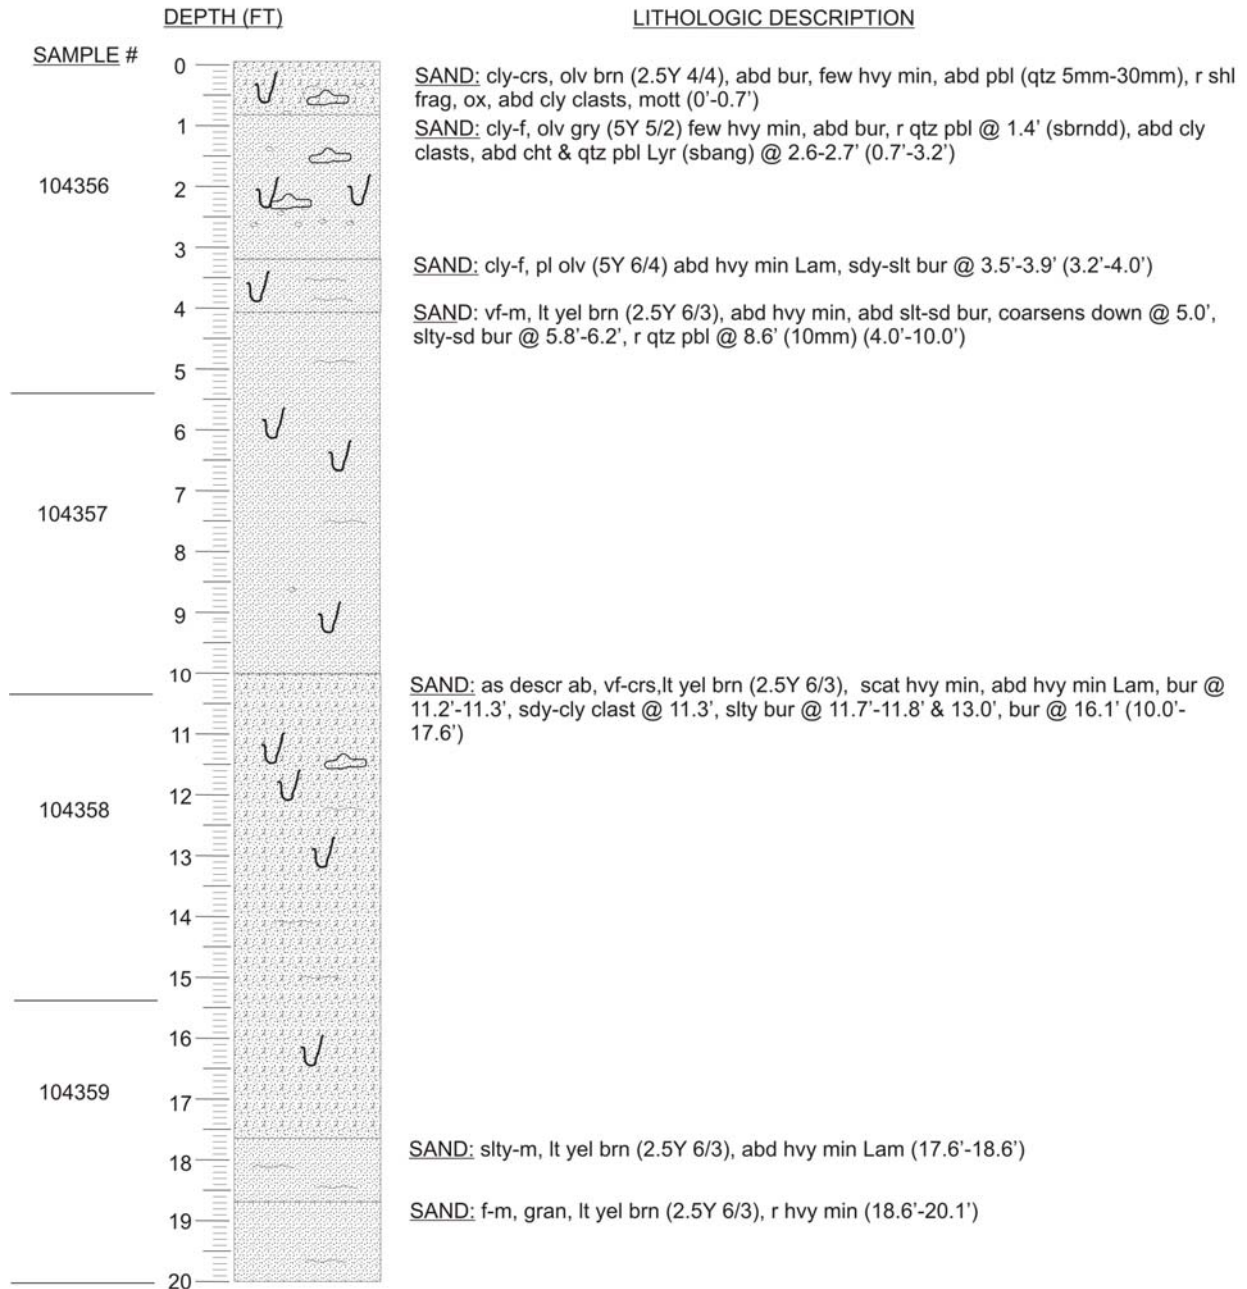 DEPTH (FT)
LITHOLOGIC DESCRIPTION
SAMPLE #
0
SAND: cly-crs, olv brn (2.5Y 4/4), abd bur, few hvy min, abd pbl (qtz 5mm-30mm), r shl
frag, ox, abd cly clasts, mott (0'-0.7')
1
SAND: cly-f, olv gry (5Y 5/2) few hvy min, abd bur, r qtz pbl @ 1.4' (sbrndd), abd cly
clasts, abd cht & qtz pbl Lyr (sbang) @ 2.6-2.7' (0.7'-3.2')
104356
2
3
SAND: cly-f, pl olv (5Y 6/4) abd hvy min Lam, sdy-slt bur @ 3.5'-3.9' (3.2'-4.0')
4
SAND: vf-m, lt yel brn (2.5Y 6/3), abd hvy min, abd slt-sd bur, coarsens down @ 5.0',
slty-sd bur @ 5.8'-6.2', r qtz pbl @ 8.6' (10mm) (4.0'-10.0')
5
6
7
104357
8
9
10
SAND: as descr ab, vf-crs,lt yel brn (2.5Y 6/3), scat hvy min, abd hvy min Lam, bur @
11.2'-11.3', sdy-cly clast @ 11.3', slty bur @ 11.7'-11.8' & 13.0', bur @ 16.1' (10.0'-
17.6')
11
12
104358
13
14
15
16
104359
17
SAND: slty-m, lt yel brn (2.5Y 6/3), abd hvy min Lam (17.6'-18.6')
18
SAND: f-m, gran, lt yel brn (2.5Y 6/3), r hvy min (18.6'-20.1')
19
20